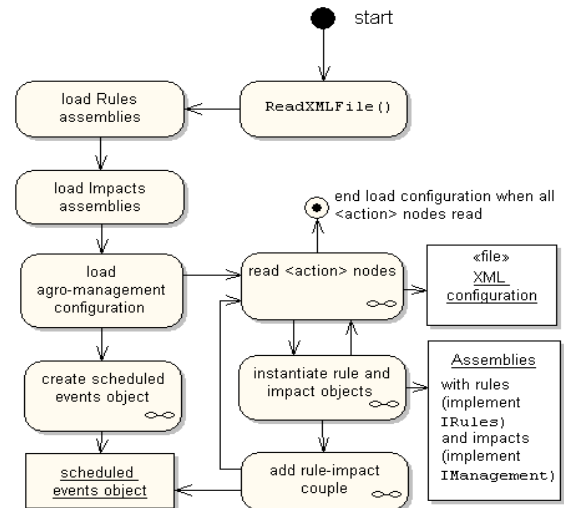 start
ReadXMLFile()
load Rules
assemblies
load Impacts
assemblies
load
agro-management
configuration
create scheduled
events object
scheduled
events object
end load configuration when all
<action> nodes read
read <action> nodes
instantiate rule and
impact objects
add rule-impact
couple
«file»
XML
configuration
Assemblies
with rules
(implement
IRules)
and impacts
(implement
IManagement)